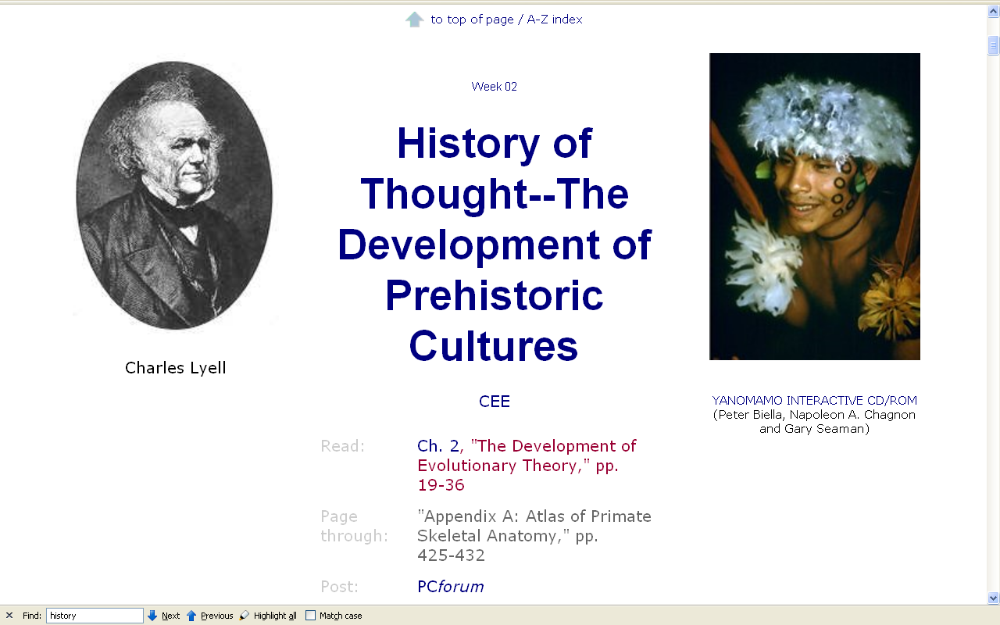 to top of page / A-Z index
Week 02
History of
Thought--The
Development of
Prehistoric
Cultures
Charles Lyell
CEE
YANOMAMO INTERACTIVE CD/ROM
(Peter Biella, Napoleon A. Chagnon
and Gary Seaman)
Read:
Ch. 2, "The Development of
Evolutionary Theory," pp.
19-36
Page
through:
"Appendix A: Atlas of Primate
Skeletal Anatomy," pp.
425-432
Post:
PCforum
Find: history Next Previous Highlight all Match case